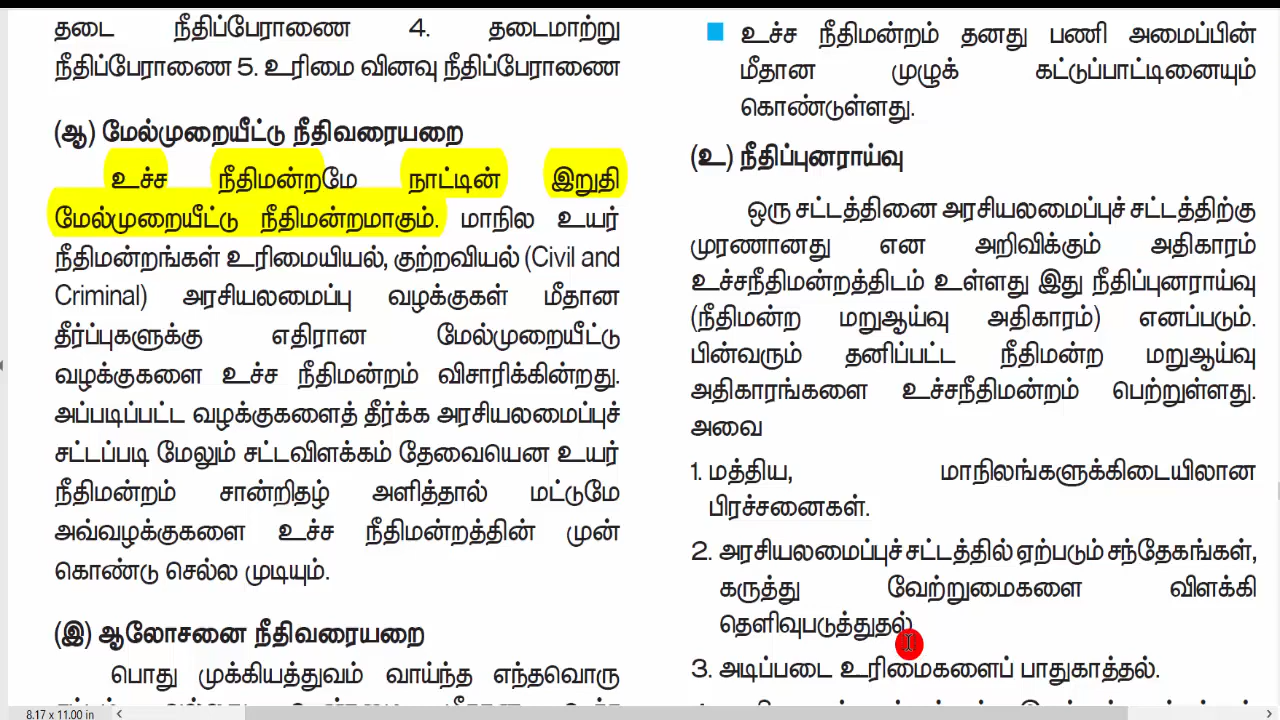 தடை நீதிப்பேராணை 4. தடைமாற்று
நீதிப்பேராணை 5. உரிமை வினவு நீதிப்பேராணை
(ஆ) மேல்முறையீட்டு நீதிவரையறை
உச்ச நீதிமன்றமே நாட்டின் இறுதி
மேல்முறையீட்டு நீதிமன்றமாகும். மாநில உயர்
நீதிமன்றங்கள் உரிமையியல், குற்றவியல் (Civil and
Criminal) அரசியலமைப்பு வழக்குகள் மீதான
தீர்ப்புகளுக்கு எதிரான மேல்முறையீட்டு
வழக்குகளை உச்ச நீதிமன்றம் விசாரிக்கின்றது.
அப்படிப்பட்ட வழக்குகளைத் தீர்க்க அரசியலமைப்புச்
சட்டப்படி மேலும் சட்டவிளக்கம் தேவையென உயர்
நீதிமன்றம் சான்றிதழ் அளித்தால் மட்டுமே
அவ்வழக்குகளை உச்ச நீதிமன்றத்தின் முன்
கொண்டு செல்ல முடியும்.
(இ) ஆலோசனை நீதிவரையறை
பொது முக்கியத்துவம் வாய்ந்த எந்தவொரு
உச்ச நீதிமன்றம் தனது பணி அமைப்பின்
மீதான முழுக் கட்டுப்பாட்டினையும்
கொண்டுள்ளது.
(உ) நீதிப்புனராய்வு
ஒரு சட்டத்தினை அரசியலமைப்புச் சட்டத்திற்கு
முரணானது என அறிவிக்கும் அதிகாரம்
உச்சநீதிமன்றத்திடம் உள்ளது இது நீதிப்புனராய்வு
(நீதிமன்ற மறுஆய்வு அதிகாரம்) எனப்படும்.
பின்வரும் தனிப்பட்ட நீதிமன்ற மறுஆய்வு
அதிகாரங்களை உச்சநீதிமன்றம் பெற்றுள்ளது.
அவை
1. மத்திய, மாநிலங்களுக்கிடையிலான
பிரச்சனைகள்.
2. அரசியலமைப்புச் சட்டத்தில் ஏற்படும் சந்தேகங்கள்,
கருத்து வேற்றுமைகளை விளக்கி
தெளிவுபடுத்துதல்
3. அடிப்படை உரிமைகளைப் பாதுகாத்தல்.
8.17 x 11.00 in